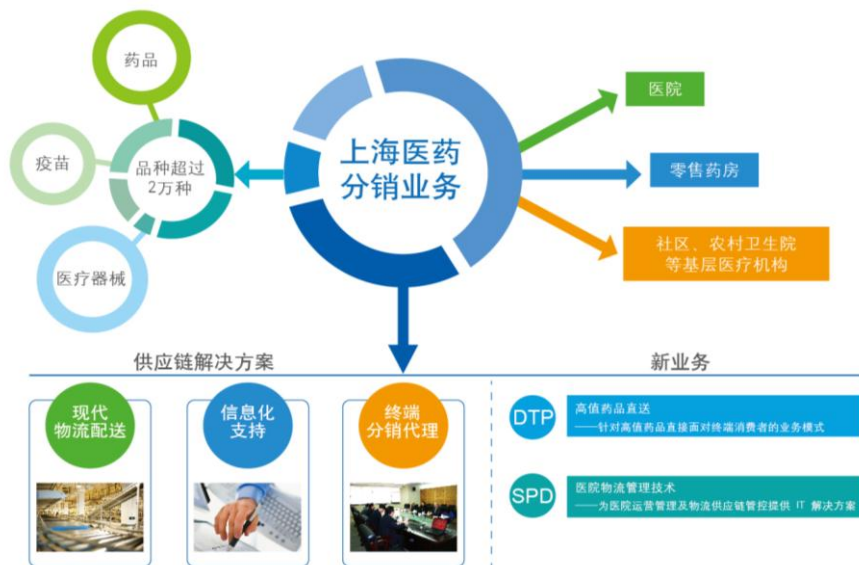 药品
疫苗
品种超过
2万种
医疗器械
上海医药
分销业务
医院
零售药房
社区、农村卫生院
等基层医疗机构
供应链解决方案
新业务
现代
物流配送
信息化
支持
终端
分销代理
DTP
高值药品直送
——针对高值药品直接面对终端消费者的业务模式
SPD
医院物流管理技术
——为医院运营管理及物流供应链管控提供 IT 解决方案